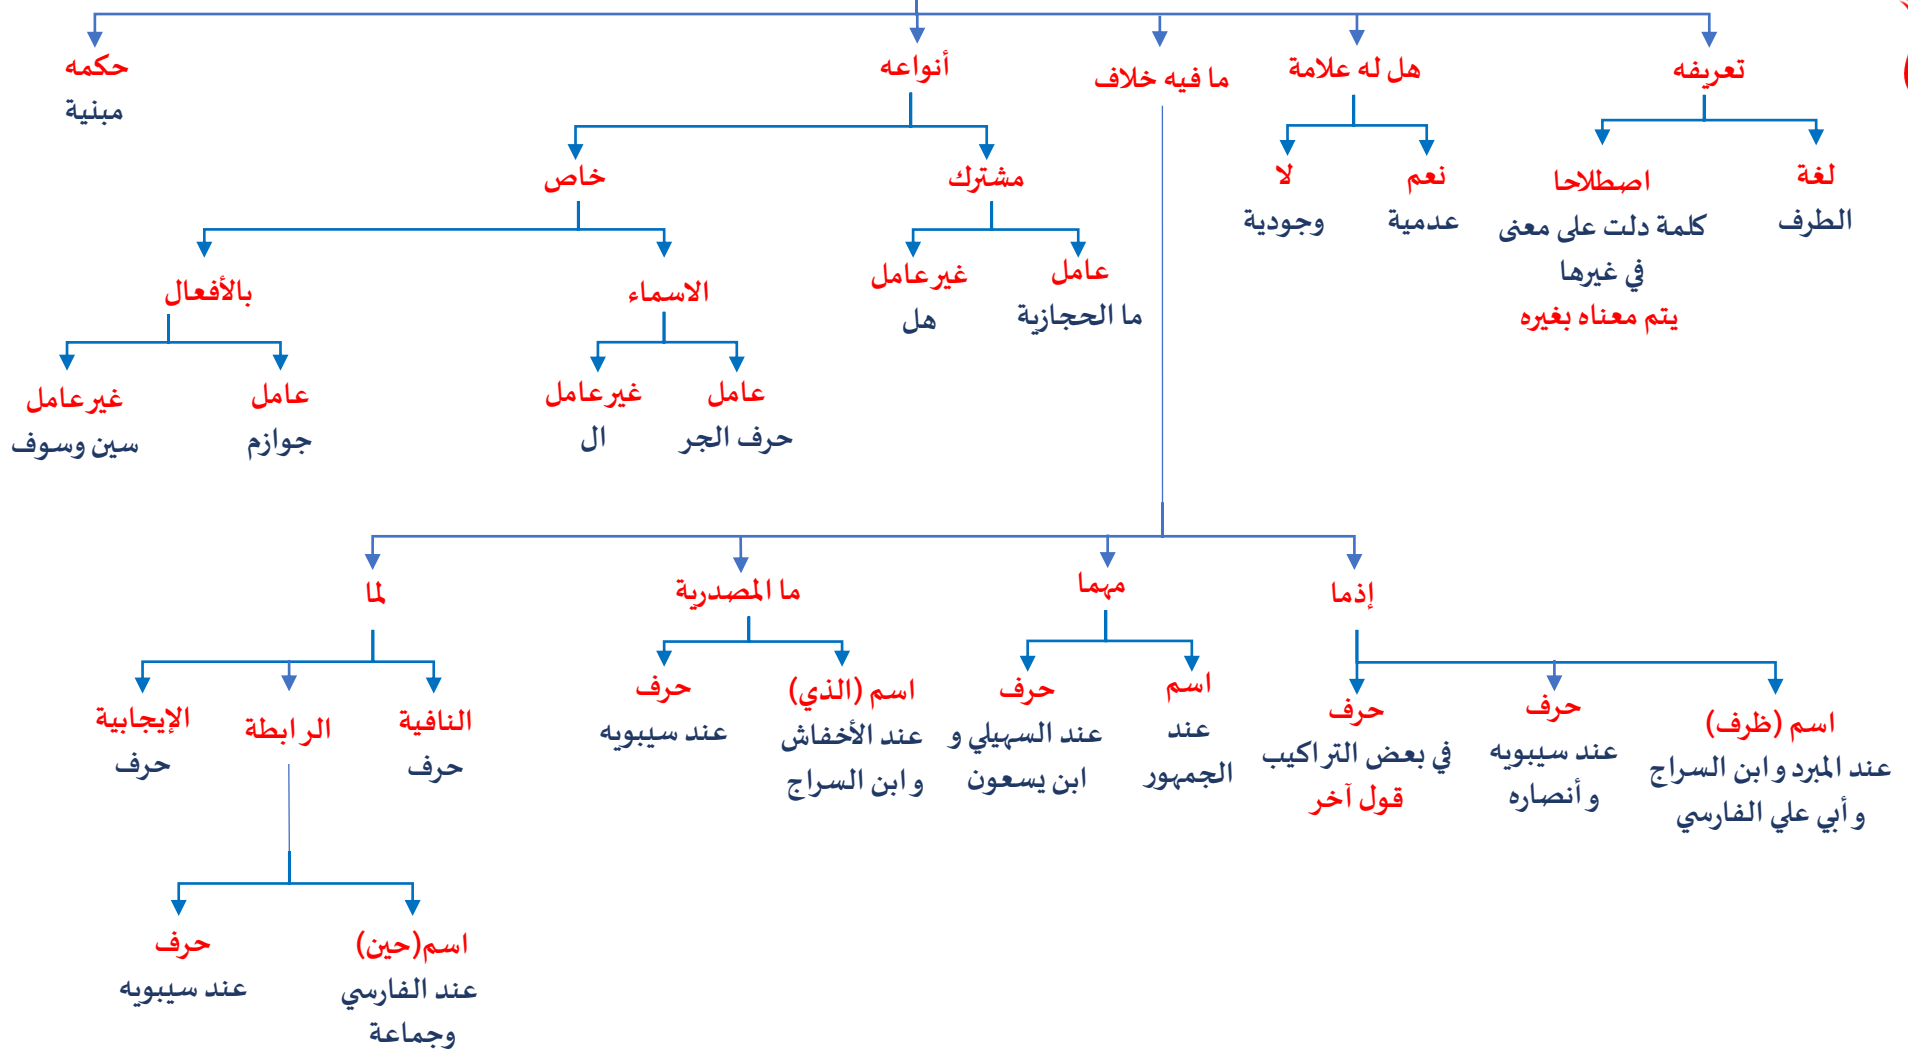 تعريفه
هل له علامة
ما فيه خلاف
أنواعه
حكمه
مبنية
لغة
الطرف
اصطلاحا
كلمة دلت على معنى
في غيرها
يتم معناه بغيره
نعم
عدمية
لا
وجودية
مشترك
خاص
عامل
ما الحجازية
غير عامل
هل
الاسماء
بالأفعال
عامل
حرف الجر
غير عامل
ال
عامل
جوازم
غير عامل
سين وسوف
إذما
مهما
ما المصدرية
لما
اسم (ظرف)
عند المبرد وابن السراج
وأبي علي الفارسي
حرف
عند سيبويه
وأنصاره
حرف
في بعض التراكيب
قول آخر
اسم
عند
الجمهور
حرف
عند السهيلي و
ابن يسعون
اسم (الذي)
عند الأخفاش
وابن السراج
حرف
عند سيبويه
النافية
حرف
الرابطة
الإيجابية
حرف
اسم(حين)
عند الفارسي
وجماعة
حرف
عند سيبويه